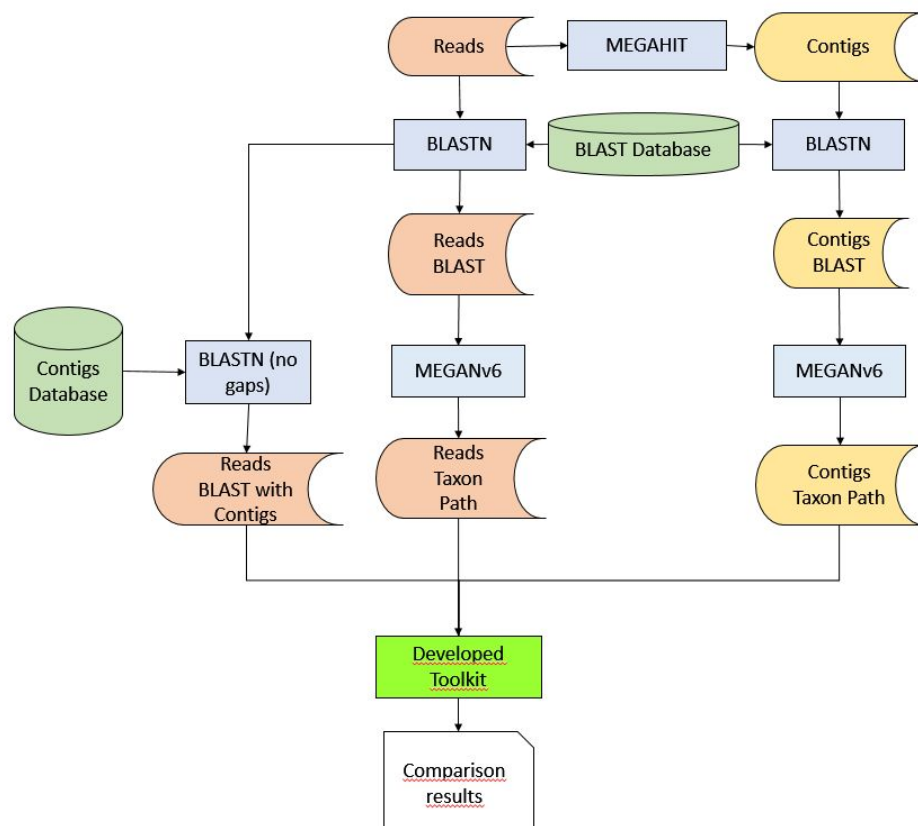 Reads
MEGAHIT
Contigs
BLASTN
BLAST Database
BLASTN
Reads
BLAST
Contigs
BLAST
Contigs
Database
BLASTN (no
gaps)
MEGANv6
MEGANv6
Reads
BLAST with
Contigs
Reads
Taxon
Path
Contigs
Taxon Path
Developed
Toolkit
Comparison
results